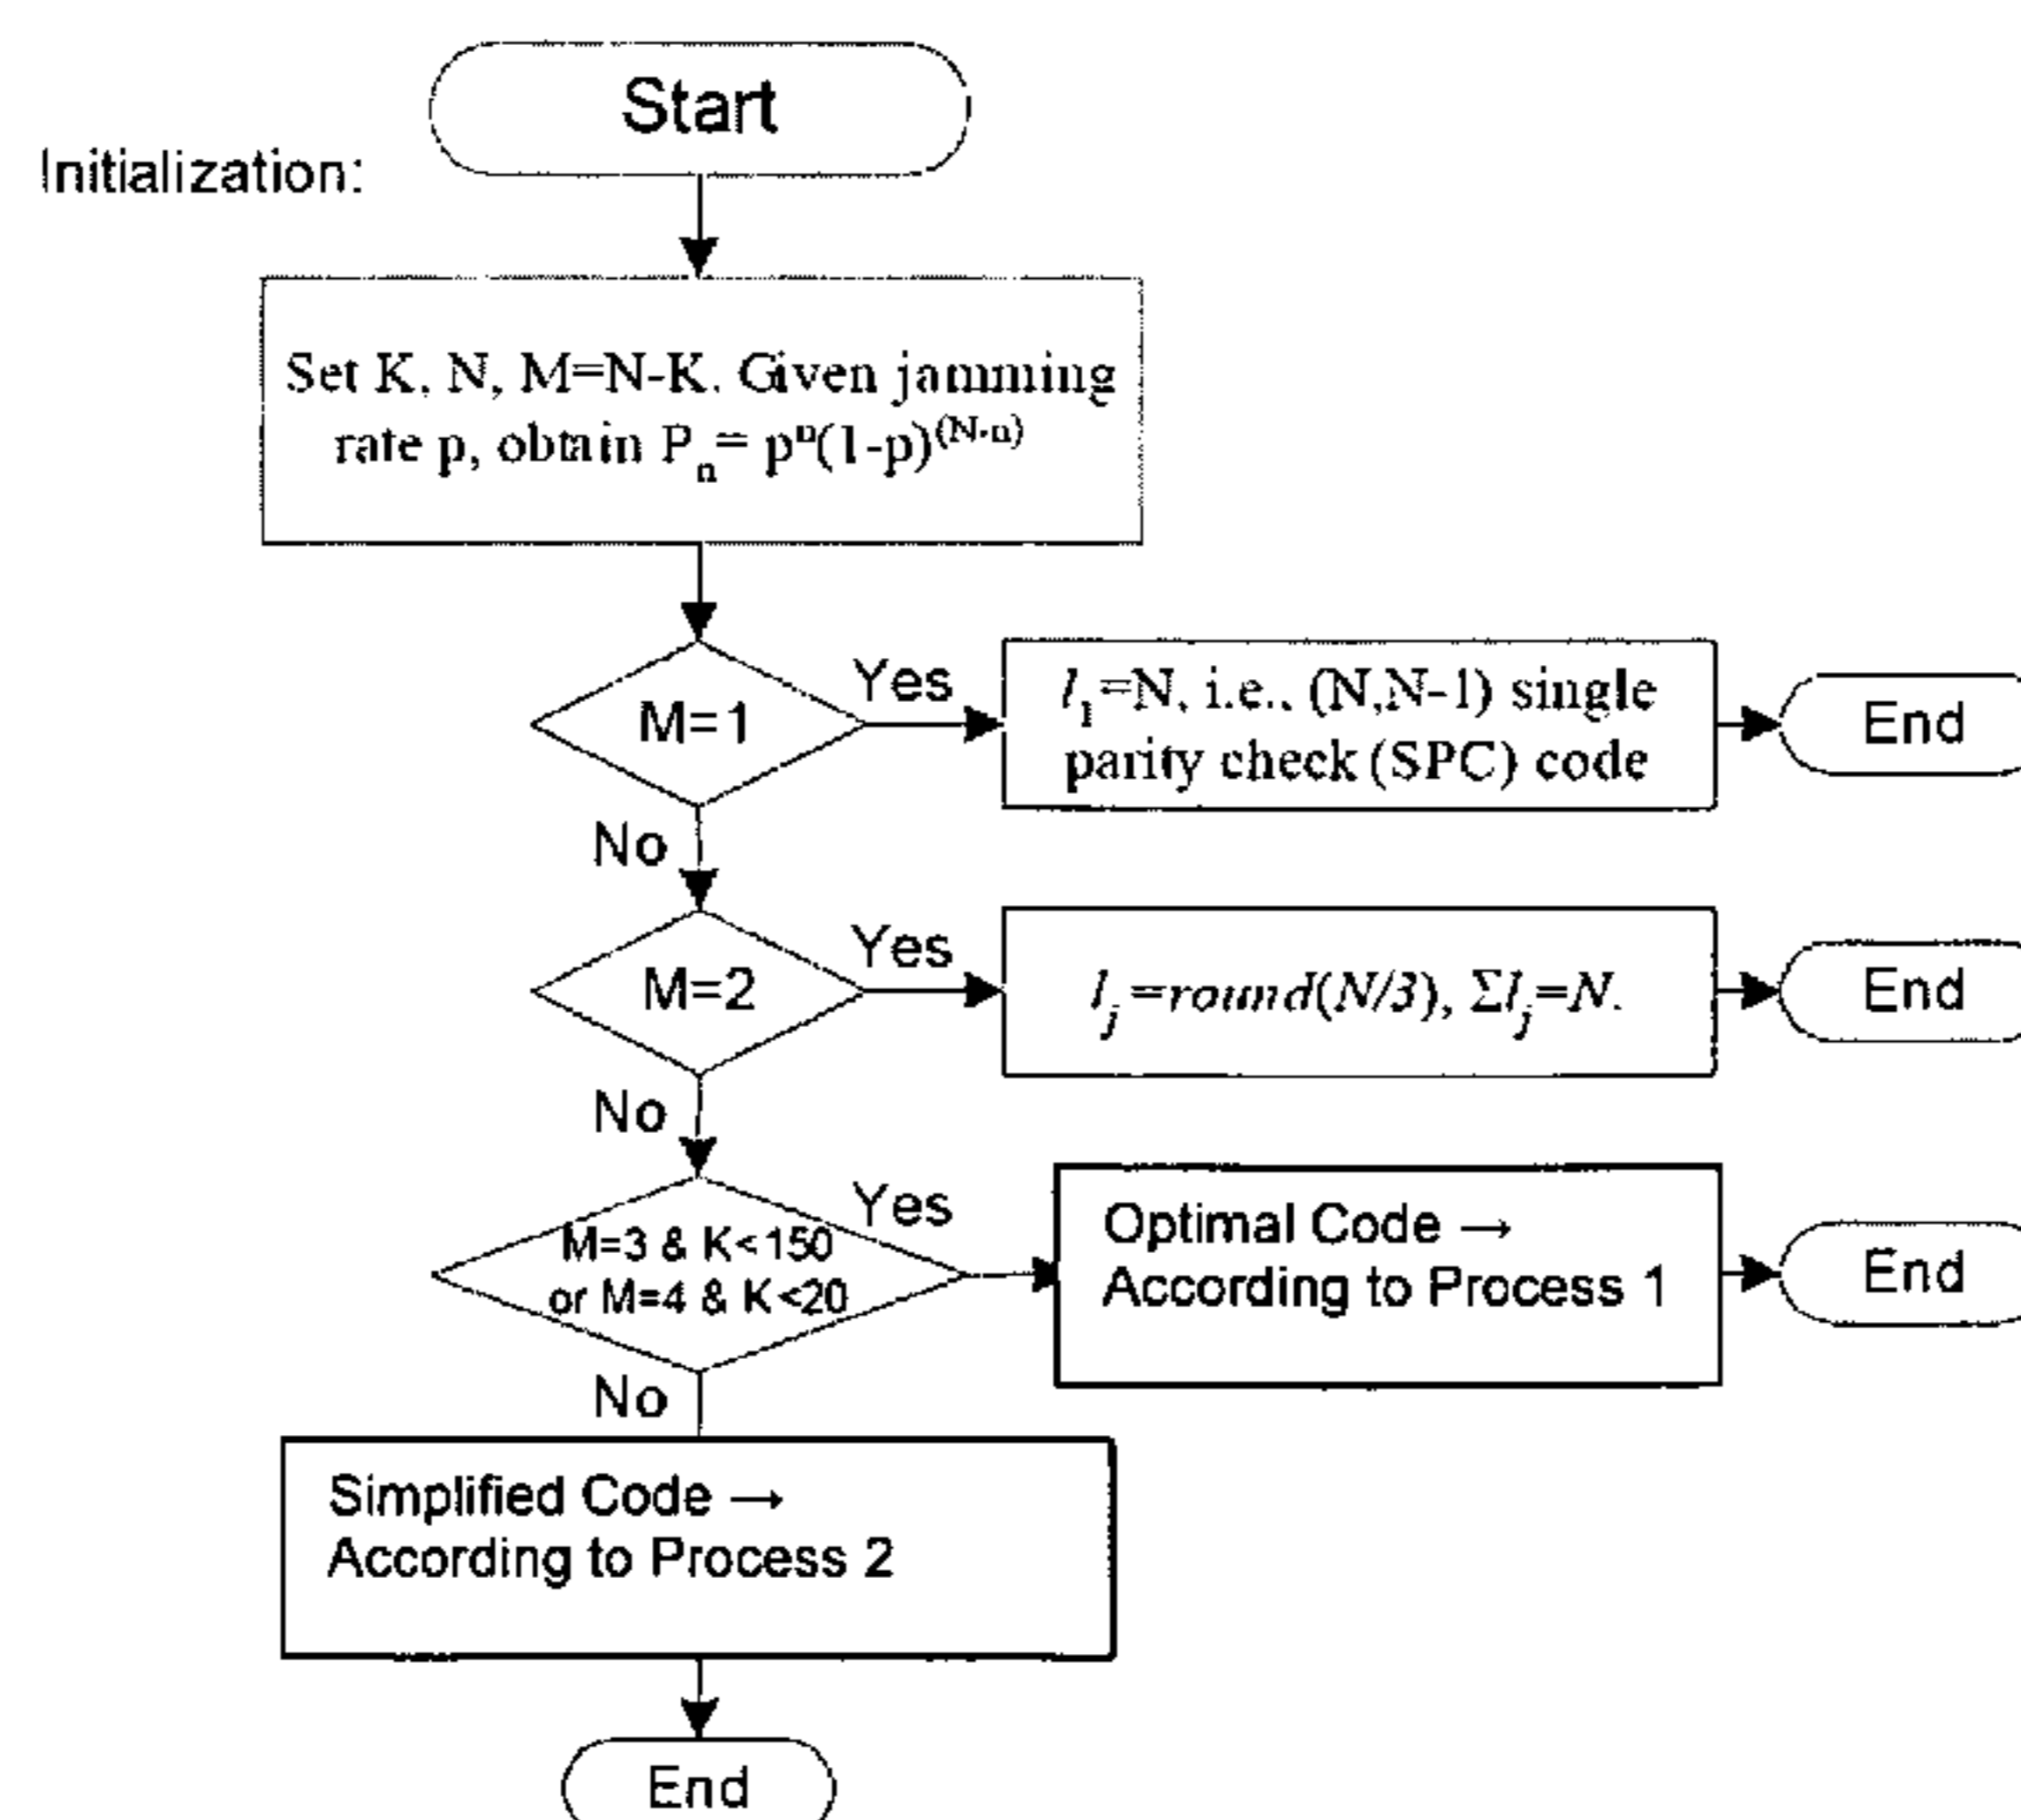 Start
Initialization:
Set K, N, M=N-K. Given jamming
rate p, obtain Pₙ= pⁿ(1-p)⁽ᴺ⁻ⁿ⁾
M=1
Yes
l₁=N, i.e., (N,N-1) single
parity check (SPC) code
End
No
M=2
Yes
lⱼ=round(N/3), Σlⱼ=N.
End
No
M=3 & K<150
or M=4 & K<20
Yes
Optimal Code →
According to Process 1
End
No
Simplified Code →
According to Process 2
End